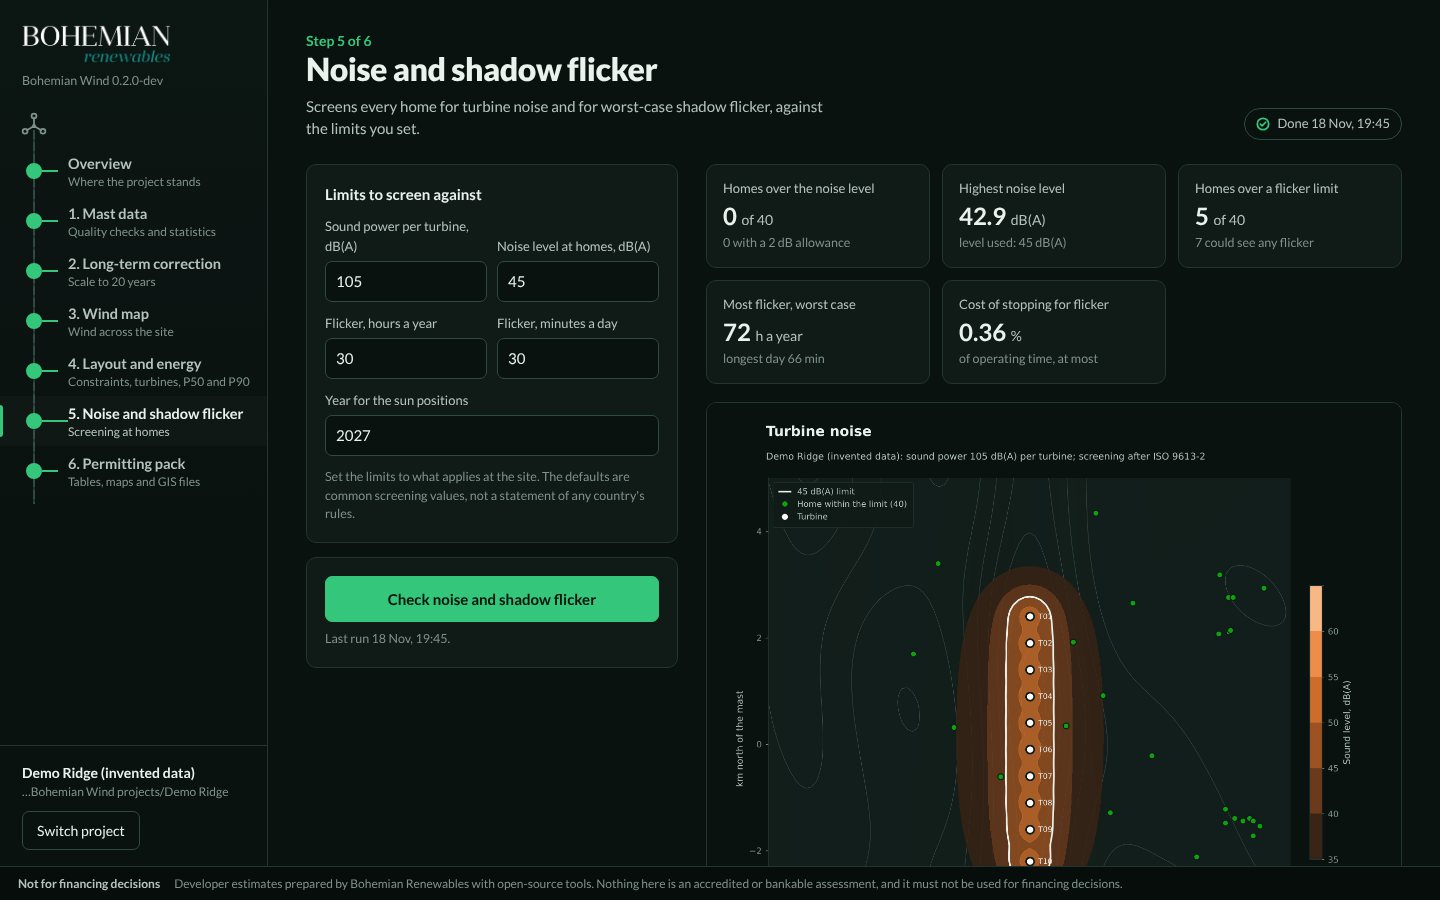 BOHEMIAN
renewables
Bohemian Wind 0.2.0-dev
Overview
Where the project stands
1. Mast data
Quality checks and statistics
2. Long-term correction
Scale to 20 years
3. Wind map
Wind across the site
4. Layout and energy
Constraints, turbines, P50 and P90
5. Noise and shadow flicker
Screening at homes
6. Permitting pack
Tables, maps and GIS files
Demo Ridge (invented data)
...Bohemian Wind projects/Demo Ridge
Switch project
Step 5 of 6
Noise and shadow flicker
Screens every home for turbine noise and for worst-case shadow flicker, against
the limits you set.
Done 18 Nov, 19:45
Limits to screen against
Sound power per turbine,
dB(A)
Noise level at homes, dB(A)
105
45
Flicker, hours a year
Flicker, minutes a day
30
30
Year for the sun positions
2027
Set the limits to what applies at the site. The defaults are
common screening values, not a statement of any country's
rules.
Check noise and shadow flicker
Last run 18 Nov, 19:45.
Homes over the noise level
0 of 40
0 with a 2 dB allowance
Highest noise level
42.9 dB(A)
level used: 45 dB(A)
Homes over a flicker limit
5 of 40
7 could see any flicker
Most flicker, worst case
72 h a year
longest day 66 min
Cost of stopping for flicker
0.36 %
of operating time, at most
Turbine noise
Demo Ridge (invented data): sound power 105 dB(A) per turbine; screening after ISO 9613-2
45 dB(A) limit
Home within the limit (40)
Turbine
4
2
0
−2
km north of the mast
T01
T02
T03
T04
T05
T06
T07
T08
T09
T10
60
55
50
45
40
35
Sound level, dB(A)
Not for financing decisions
Developer estimates prepared by Bohemian Renewables with open-source tools. Nothing here is an accredited or bankable assessment, and it must not be used for financing decisions.